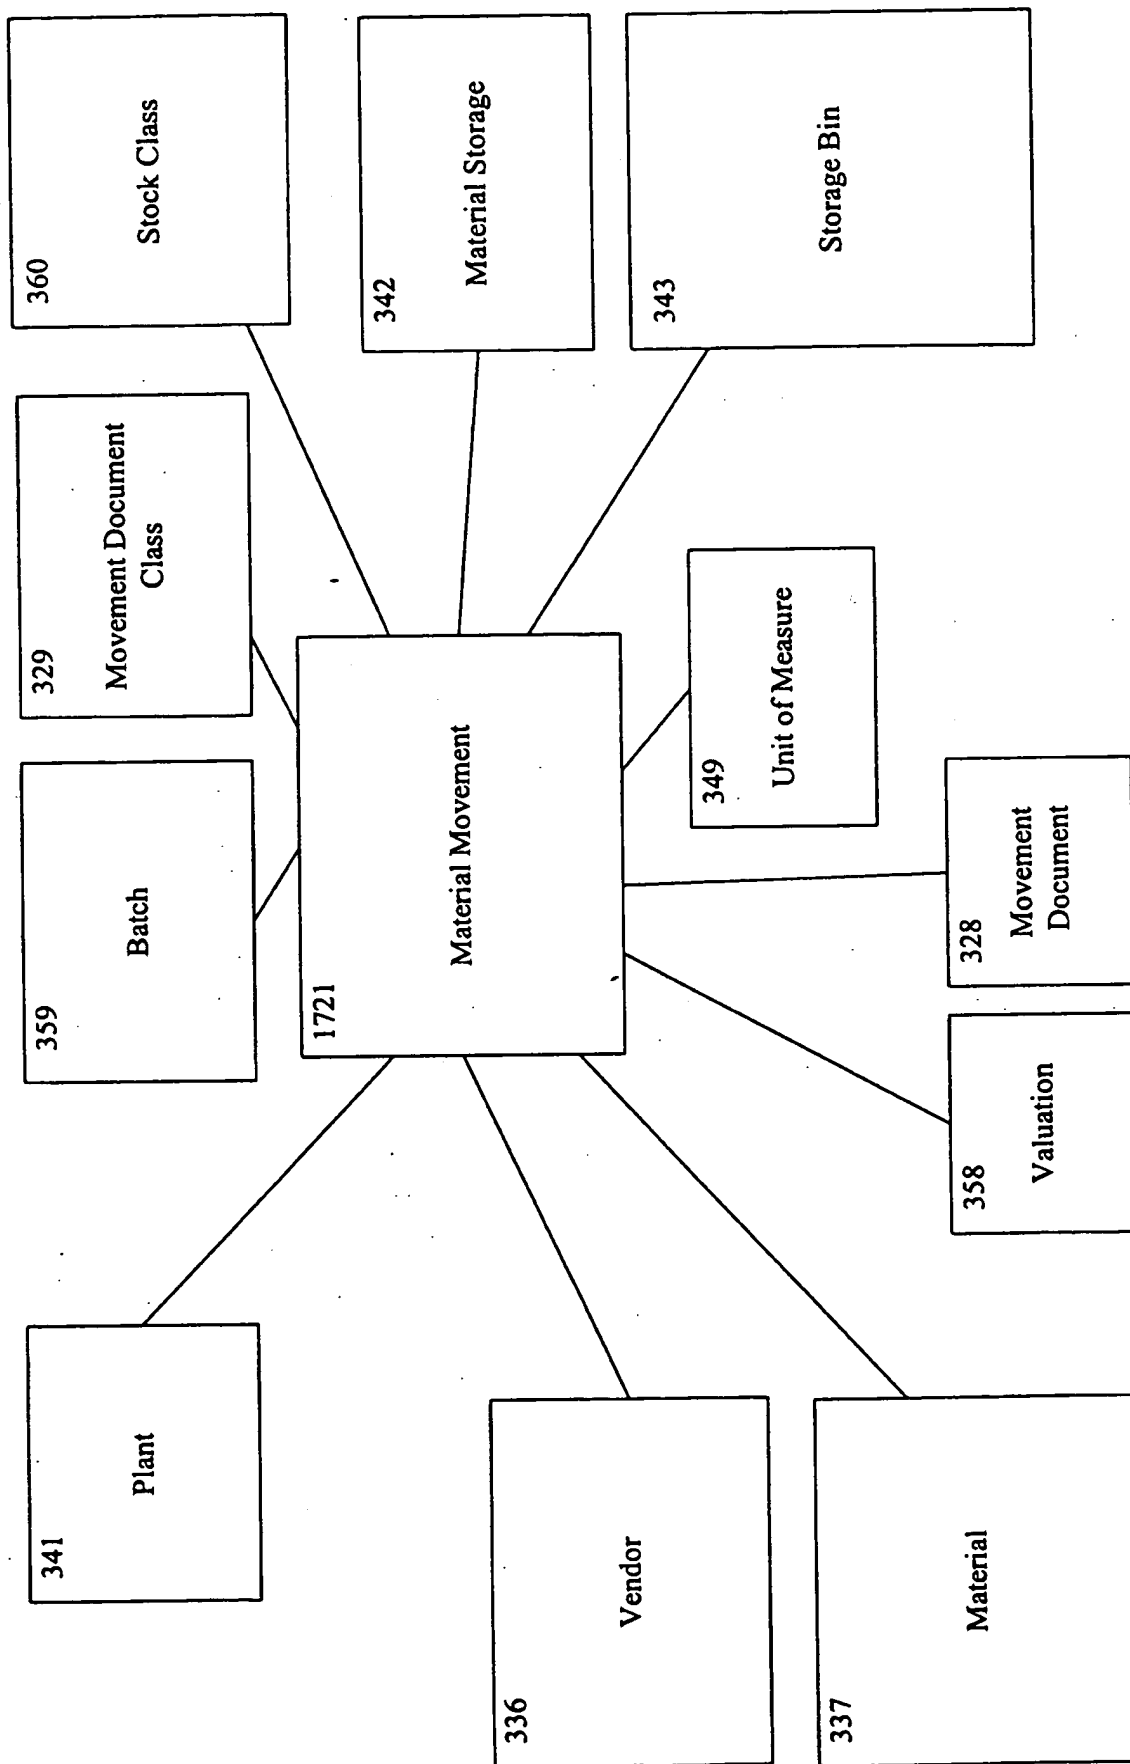 341
Plant
359
Batch
329
Movement Document
Class
360
Stock Class
336
Vendor
1721
Material Movement
342
Material Storage
337
Material
358
Valuation
328
Movement
Document
349
Unit of Measure
343
Storage Bin